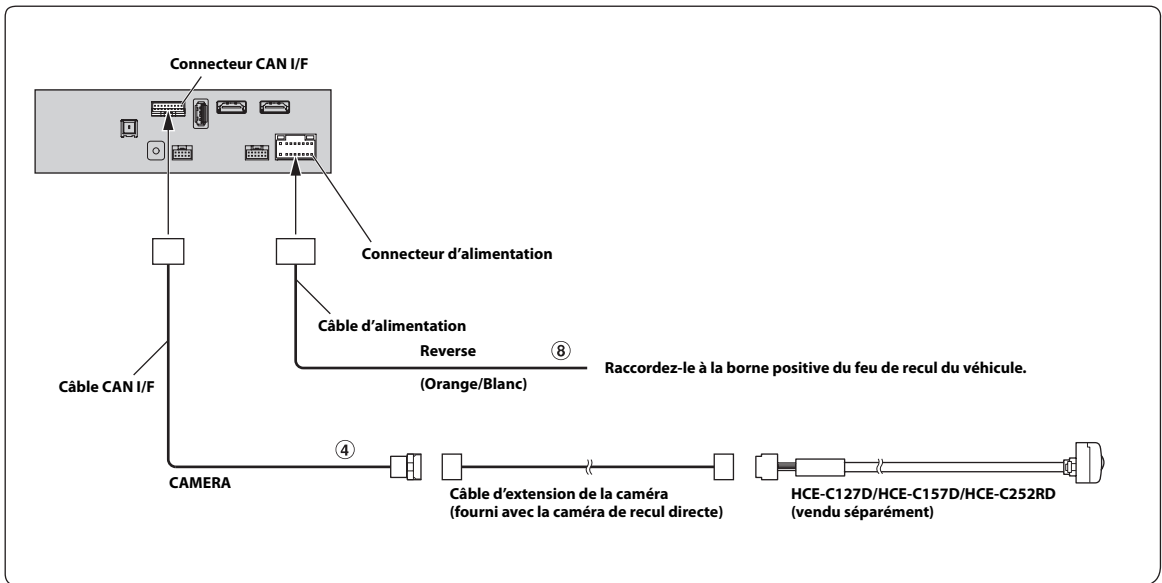 Connecteur CAN I/F
Connecteur d'alimentation
Câble d'alimentation
Reverse
⑧
Raccordez-le à la borne positive du feu de recul du véhicule.
(Orange/Blanc)
Câble CAN I/F
④
CAMERA
Câble d'extension de la caméra
(fourni avec la caméra de recul directe)
HCE-C127D/HCE-C157D/HCE-C252RD
(vendu séparément)